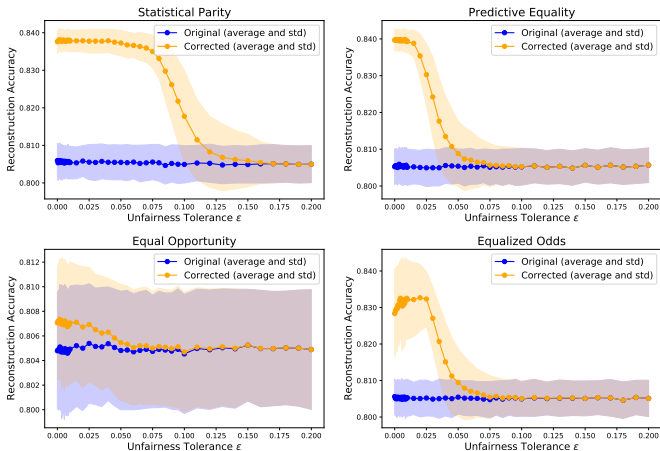 Statistical Parity
Reconstruction Accuracy
0.840
0.830
0.820
0.810
0.800
Original (average and std)
Corrected (average and std)
0.000 0.025 0.050 0.075 0.100 0.125 0.150 0.175 0.200
Unfairness Tolerance ε
Predictive Equality
Reconstruction Accuracy
0.840
0.830
0.820
0.810
0.800
Original (average and std)
Corrected (average and std)
0.000 0.025 0.050 0.075 0.100 0.125 0.150 0.175 0.200
Unfairness Tolerance ε
Equal Opportunity
Reconstruction Accuracy
0.812
0.810
0.808
0.806
0.804
0.802
0.800
Original (average and std)
Corrected (average and std)
0.000 0.025 0.050 0.075 0.100 0.125 0.150 0.175 0.200
Unfairness Tolerance ε
Equalized Odds
Reconstruction Accuracy
0.840
0.830
0.820
0.810
0.800
Original (average and std)
Corrected (average and std)
0.000 0.025 0.050 0.075 0.100 0.125 0.150 0.175 0.200
Unfairness Tolerance ε